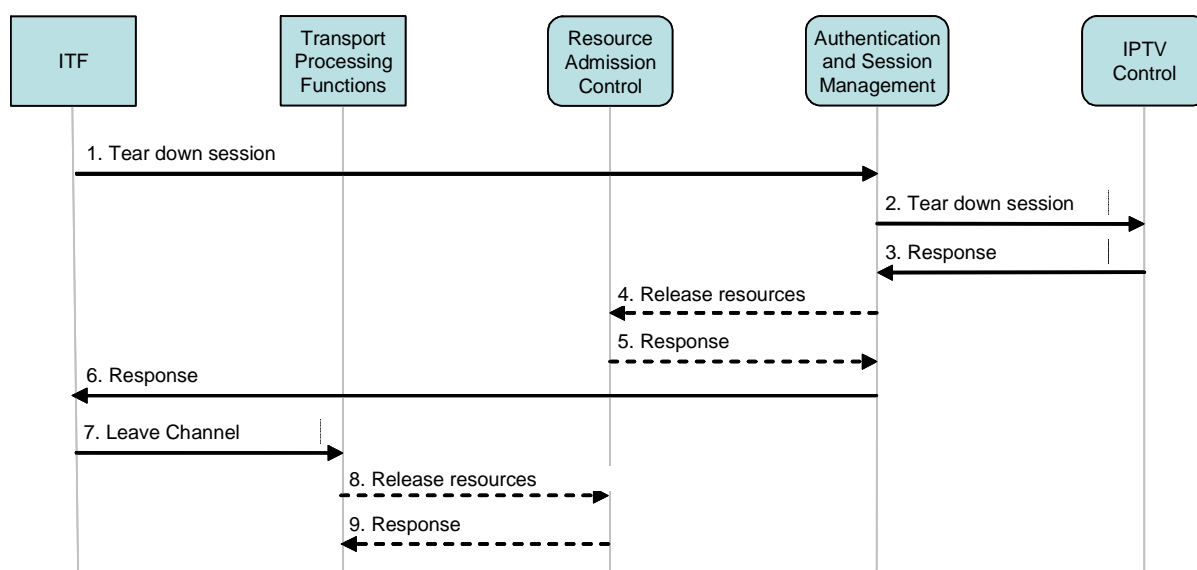 ITF
Transport
Processing
Functions
Resource
Admission
Control
Authentication
and Session
Management
IPTV
Control
1. Tear down session
2. Tear down session
3. Response
4. Release resources
5. Response
6. Response
7. Leave Channel
8. Release resources
9. Response